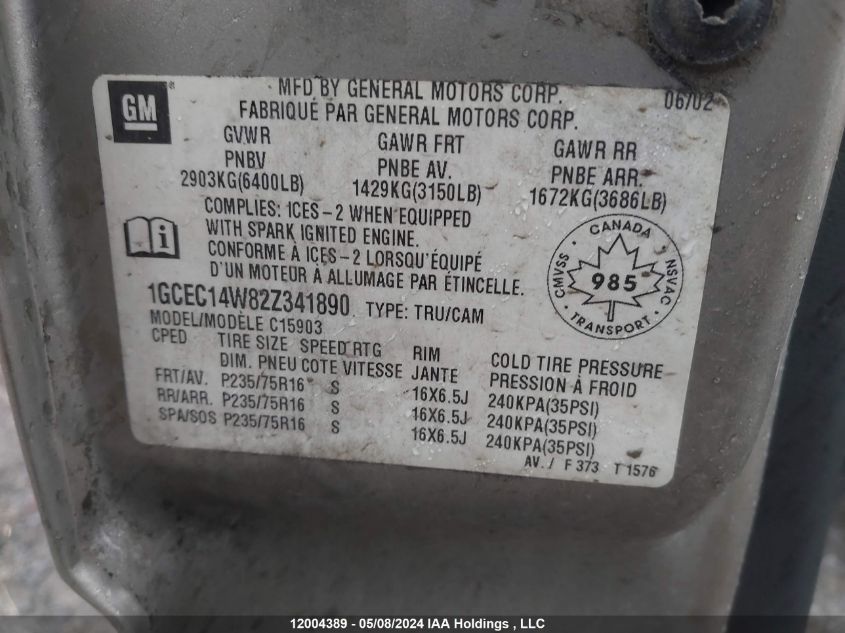 GM
MFD BY GENERAL MOTORS CORP. 06/02
FABRIQUÉ PAR GENERAL MOTORS CORP.
GVWR GAWR FRT GAWR RR
PNBV PNBE AV. PNBE ARR.
2903KG(6400LB) 1429KG(3150LB) 1672KG(3686LB)
COMPLIES: ICES-2 WHEN EQUIPPED
WITH SPARK IGNITED ENGINE.
CONFORME À ICES-2 LORSQU'ÉQUIPÉ
D'UN MOTEUR À ALLUMAGE PAR ÉTINCELLE.
CANADA
CMVSS 985 NSVAC
TRANSPORT
1GCEC14W82Z341890 TYPE: TRU/CAM
MODEL/MODÈLE C15903
CPED TIRE SIZE SPEED RTG RIM COLD TIRE PRESSURE
DIM. PNEU COTE VITESSE JANTE PRESSION À FROID
FRT/AV. P235/75R16 S 16X6.5J 240KPA(35PSI)
RR/ARR. P235/75R16 S 16X6.5J 240KPA(35PSI)
SPA/SOS P235/75R16 S 16X6.5J 240KPA(35PSI)
AV. / F 373 T 1576
12004389 - 05/08/2024 IAA Holdings , LLC